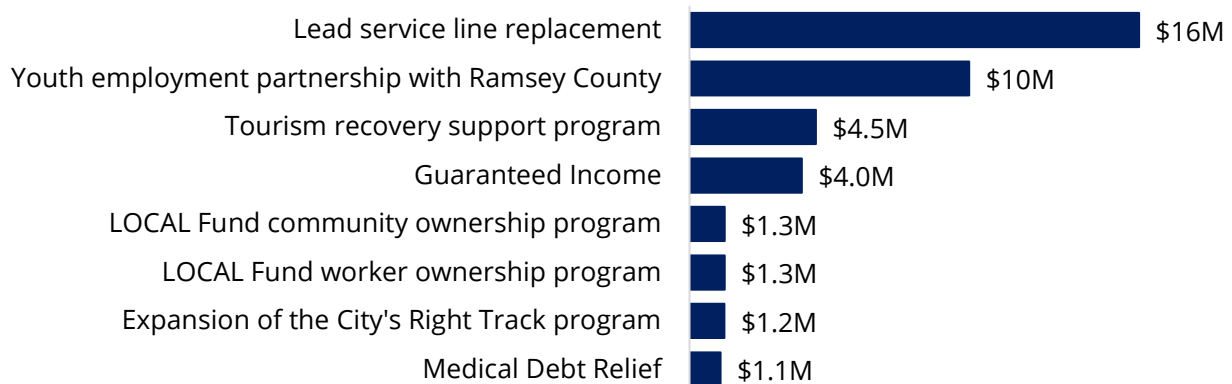 Lead service line replacement $16M
Youth employment partnership with Ramsey County $10M
Tourism recovery support program $4.5M
Guaranteed Income $4.0M
LOCAL Fund community ownership program $1.3M
LOCAL Fund worker ownership program $1.3M
Expansion of the City's Right Track program $1.2M
Medical Debt Relief $1.1M